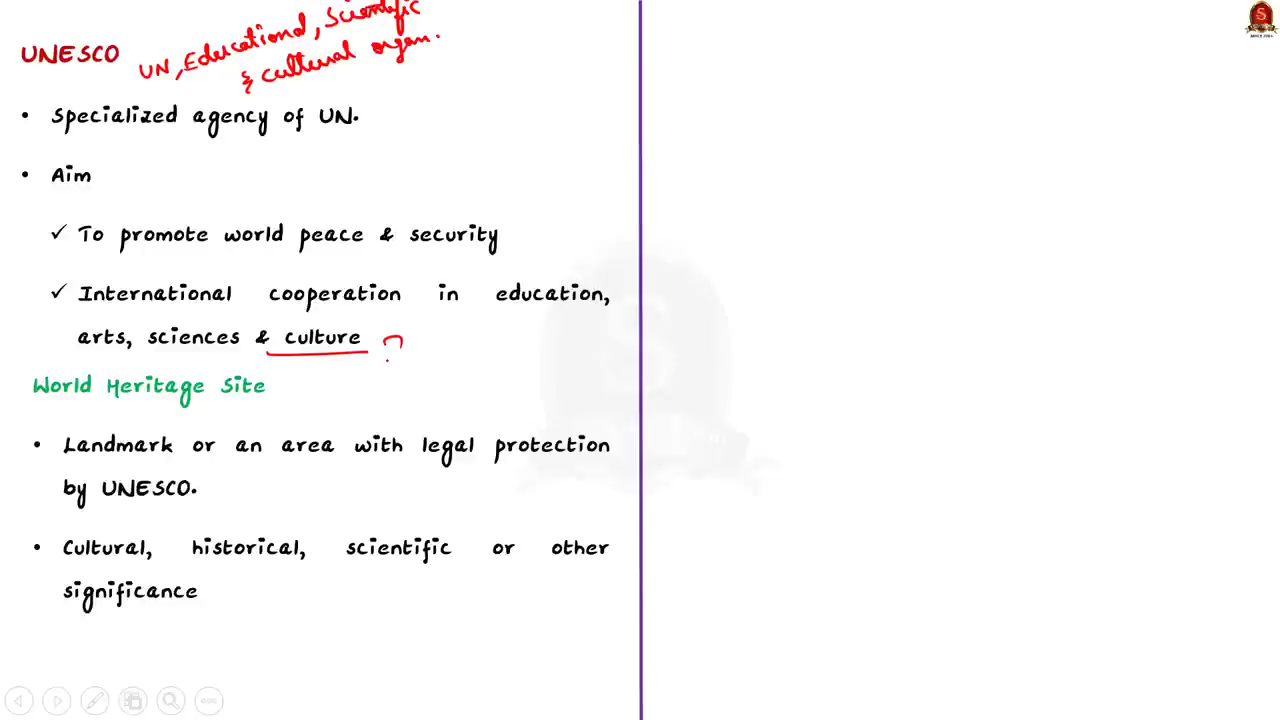 UNESCO
UN, Educational, Scientific
& cultural organ.
• Specialized agency of UN.
• Aim
✓ To promote world peace & security
✓ International cooperation in education,
arts, sciences & culture ?
World Heritage Site
• Landmark or an area with legal protection
by UNESCO.
• Cultural, historical, scientific or other
significance
S